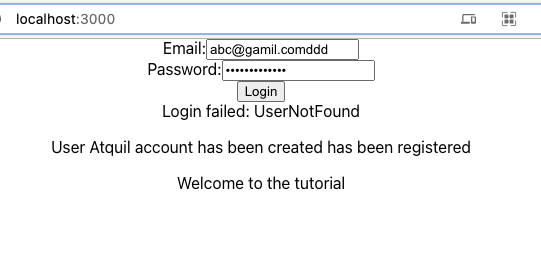 localhost:3000
Email: abc@gamil.comddd
Password: •••••••••••••
Login
Login failed: UserNotFound
User Atquil account has been created has been registered
Welcome to the tutorial